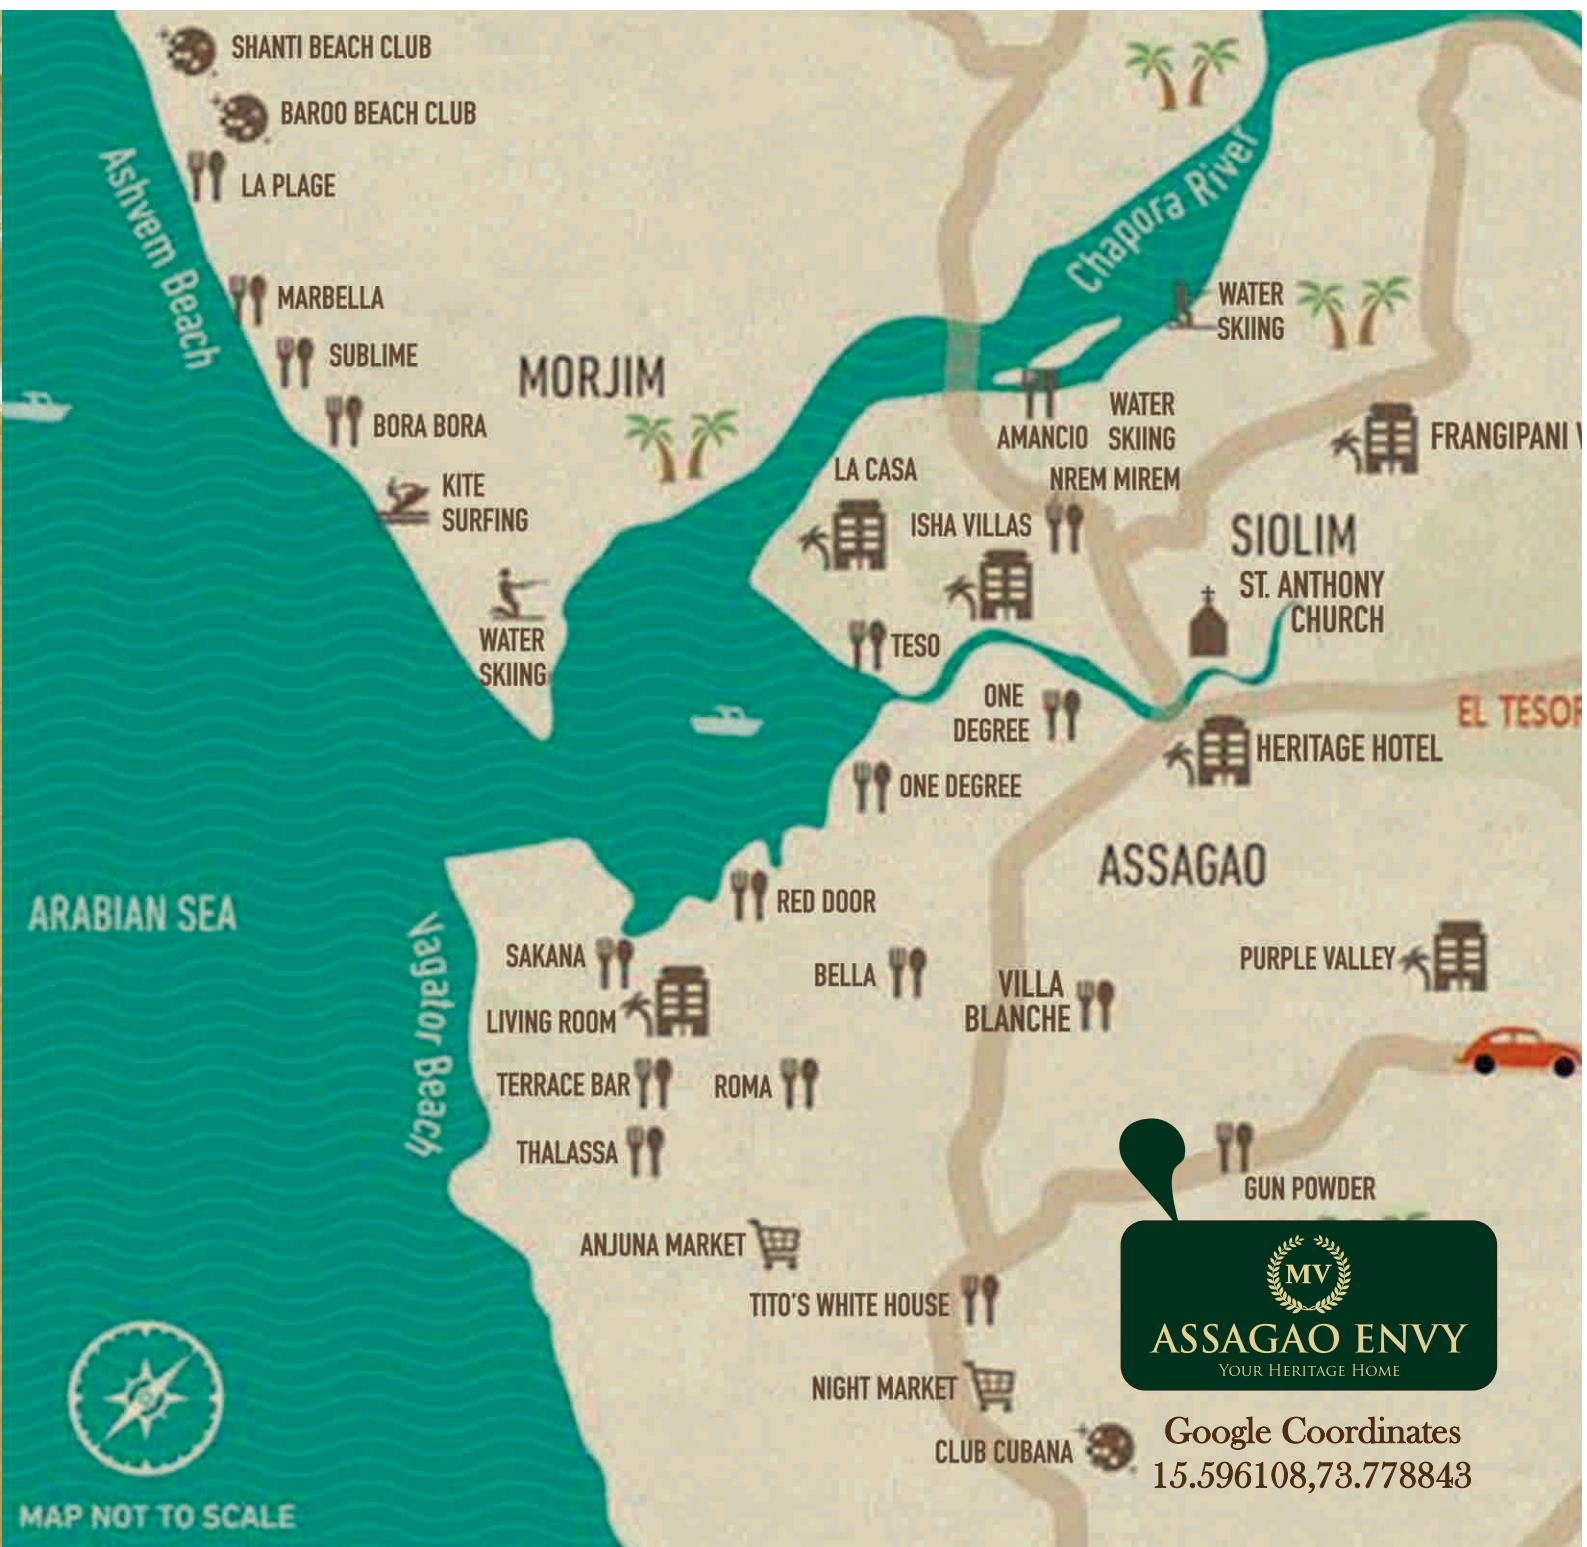 SHANTI BEACH CLUB
BAROO BEACH CLUB
LA PLAGE
Ashvem Beach
Chapora River
MARBELLA
WATER
SKIING
SUBLIME
MORJIM
BORA BORA
AMANCIO
WATER
SKIING
FRANGIPANI
LA CASA
NREM MIREM
KITE
SURFING
ISHA VILLAS
SIOLIM
ST. ANTHONY
CHURCH
WATER
SKIING
TESO
ONE
DEGREE
EL TESOR
HERITAGE HOTEL
ONE DEGREE
ASSAGAO
ARABIAN SEA
Vagator Beach
RED DOOR
SAKANA
BELLA
VILLA
BLANCHE
PURPLE VALLEY
LIVING ROOM
TERRACE BAR
ROMA
THALASSA
GUN POWDER
ANJUNA MARKET
TITO'S WHITE HOUSE
MV
ASSAGAO ENVY
YOUR HERITAGE HOME
NIGHT MARKET
CLUB CUBANA
Google Coordinates
15.596108,73.778843
MAP NOT TO SCALE